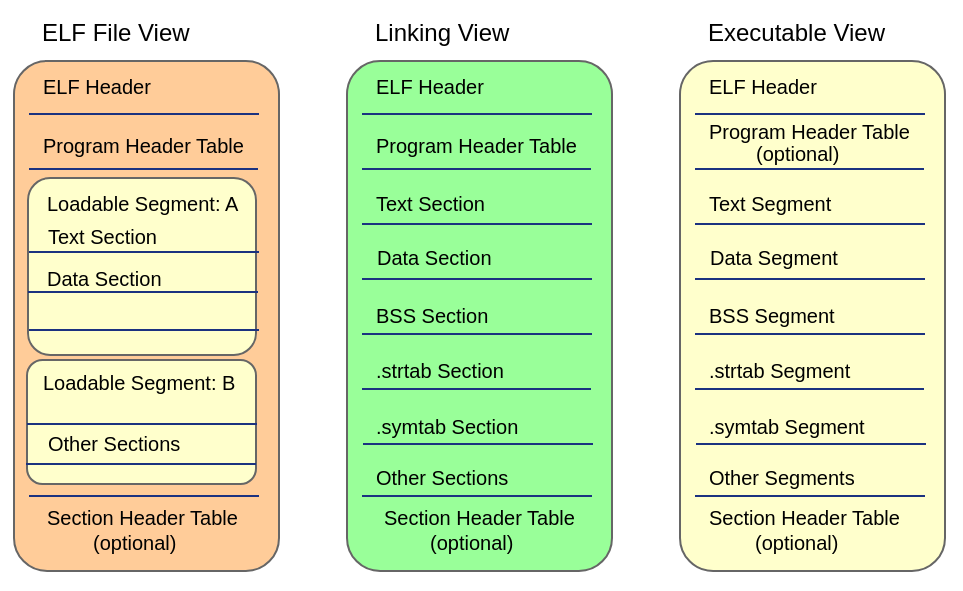 ELF File View
ELF Header
Program Header Table
Loadable Segment: A
Text Section
Data Section
Loadable Segment: B
Other Sections
Section Header Table
(optional)
Linking View
ELF Header
Program Header Table
Text Section
Data Section
BSS Section
.strtab Section
.symtab Section
Other Sections
Section Header Table
(optional)
Executable View
ELF Header
Program Header Table
(optional)
Text Segment
Data Segment
BSS Segment
.strtab Segment
.symtab Segment
Other Segments
Section Header Table
(optional)